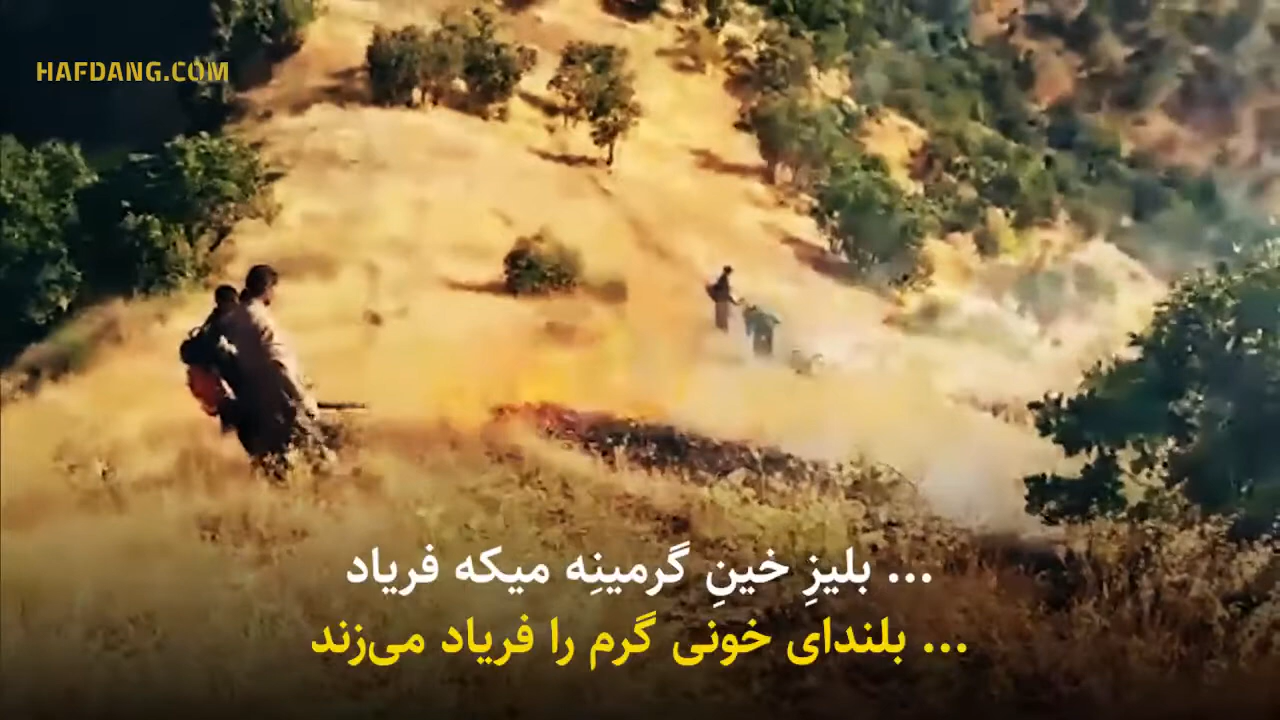 HAFDANG.COM
... بلیزِ خینِ گرمینِه میکه فریاد
... بلندای خونی گرم را فریاد می‌زند